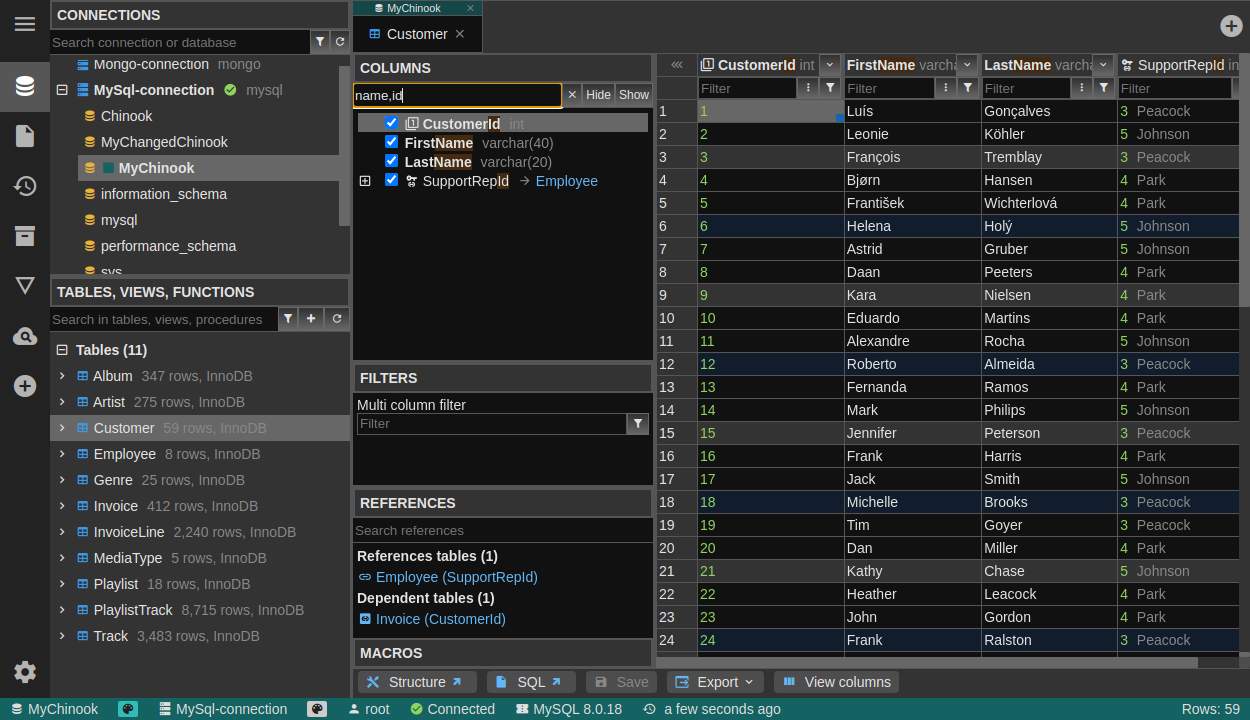 CONNECTIONS
Search connection or database
Mongo-connection mongo
MySql-connection mysql
Chinook
MyChangedChinook
MyChinook
information_schema
mysql
performance_schema
sys
TABLES, VIEWS, FUNCTIONS
Search in tables, views, procedures
Tables (11)
Album 347 rows, InnoDB
Artist 275 rows, InnoDB
Customer 59 rows, InnoDB
Employee 8 rows, InnoDB
Genre 25 rows, InnoDB
Invoice 412 rows, InnoDB
InvoiceLine 2,240 rows, InnoDB
MediaType 5 rows, InnoDB
Playlist 18 rows, InnoDB
PlaylistTrack 8,715 rows, InnoDB
Track 3,483 rows, InnoDB
MyChinook
Customer
COLUMNS
name,id
Hide Show
CustomerId int
FirstName varchar(40)
LastName varchar(20)
SupportRepId → Employee
FILTERS
Multi column filter
Filter
REFERENCES
Search references
References tables (1)
Employee (SupportRepId)
Dependent tables (1)
Invoice (CustomerId)
MACROS
CustomerId int FirstName varcha LastName varcha SupportRepId in
Filter Filter Filter Filter
1 1 Luís Gonçalves 3 Peacock
2 2 Leonie Köhler 5 Johnson
3 3 François Tremblay 3 Peacock
4 4 Bjørn Hansen 4 Park
5 5 František Wichterlová 4 Park
6 6 Helena Holý 5 Johnson
7 7 Astrid Gruber 5 Johnson
8 8 Daan Peeters 4 Park
9 9 Kara Nielsen 4 Park
10 10 Eduardo Martins 4 Park
11 11 Alexandre Rocha 5 Johnson
12 12 Roberto Almeida 3 Peacock
13 13 Fernanda Ramos 4 Park
14 14 Mark Philips 5 Johnson
15 15 Jennifer Peterson 3 Peacock
16 16 Frank Harris 4 Park
17 17 Jack Smith 5 Johnson
18 18 Michelle Brooks 3 Peacock
19 19 Tim Goyer 3 Peacock
20 20 Dan Miller 4 Park
21 21 Kathy Chase 5 Johnson
22 22 Heather Leacock 4 Park
23 23 John Gordon 4 Park
24 24 Frank Ralston 3 Peacock
Structure SQL Save Export View columns
MyChinook MySql-connection root Connected MySQL 8.0.18 a few seconds ago Rows: 59